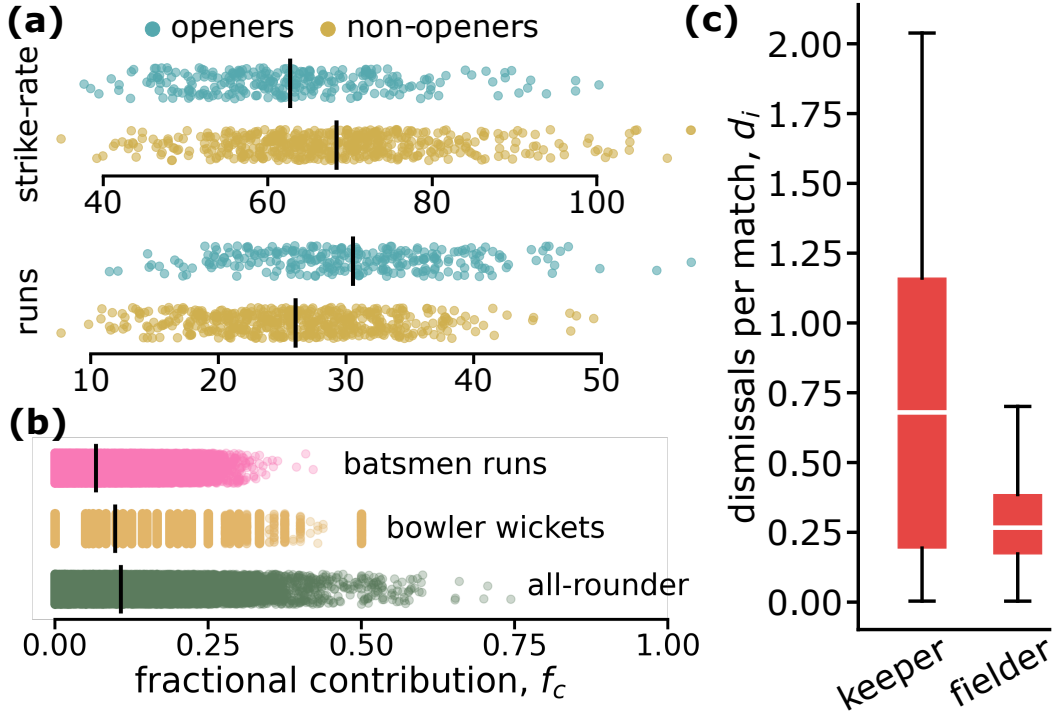 (a)
openers
non-openers
strike-rate
40
60
80
100
runs
10
20
30
40
50
(b)
batsmen runs
bowler wickets
all-rounder
0.00
0.25
0.50
0.75
1.00
fractional contribution, f_c
(c)
dismissals per match, d_i
2.00
1.75
1.50
1.25
1.00
0.75
0.50
0.25
0.00
keeper
fielder